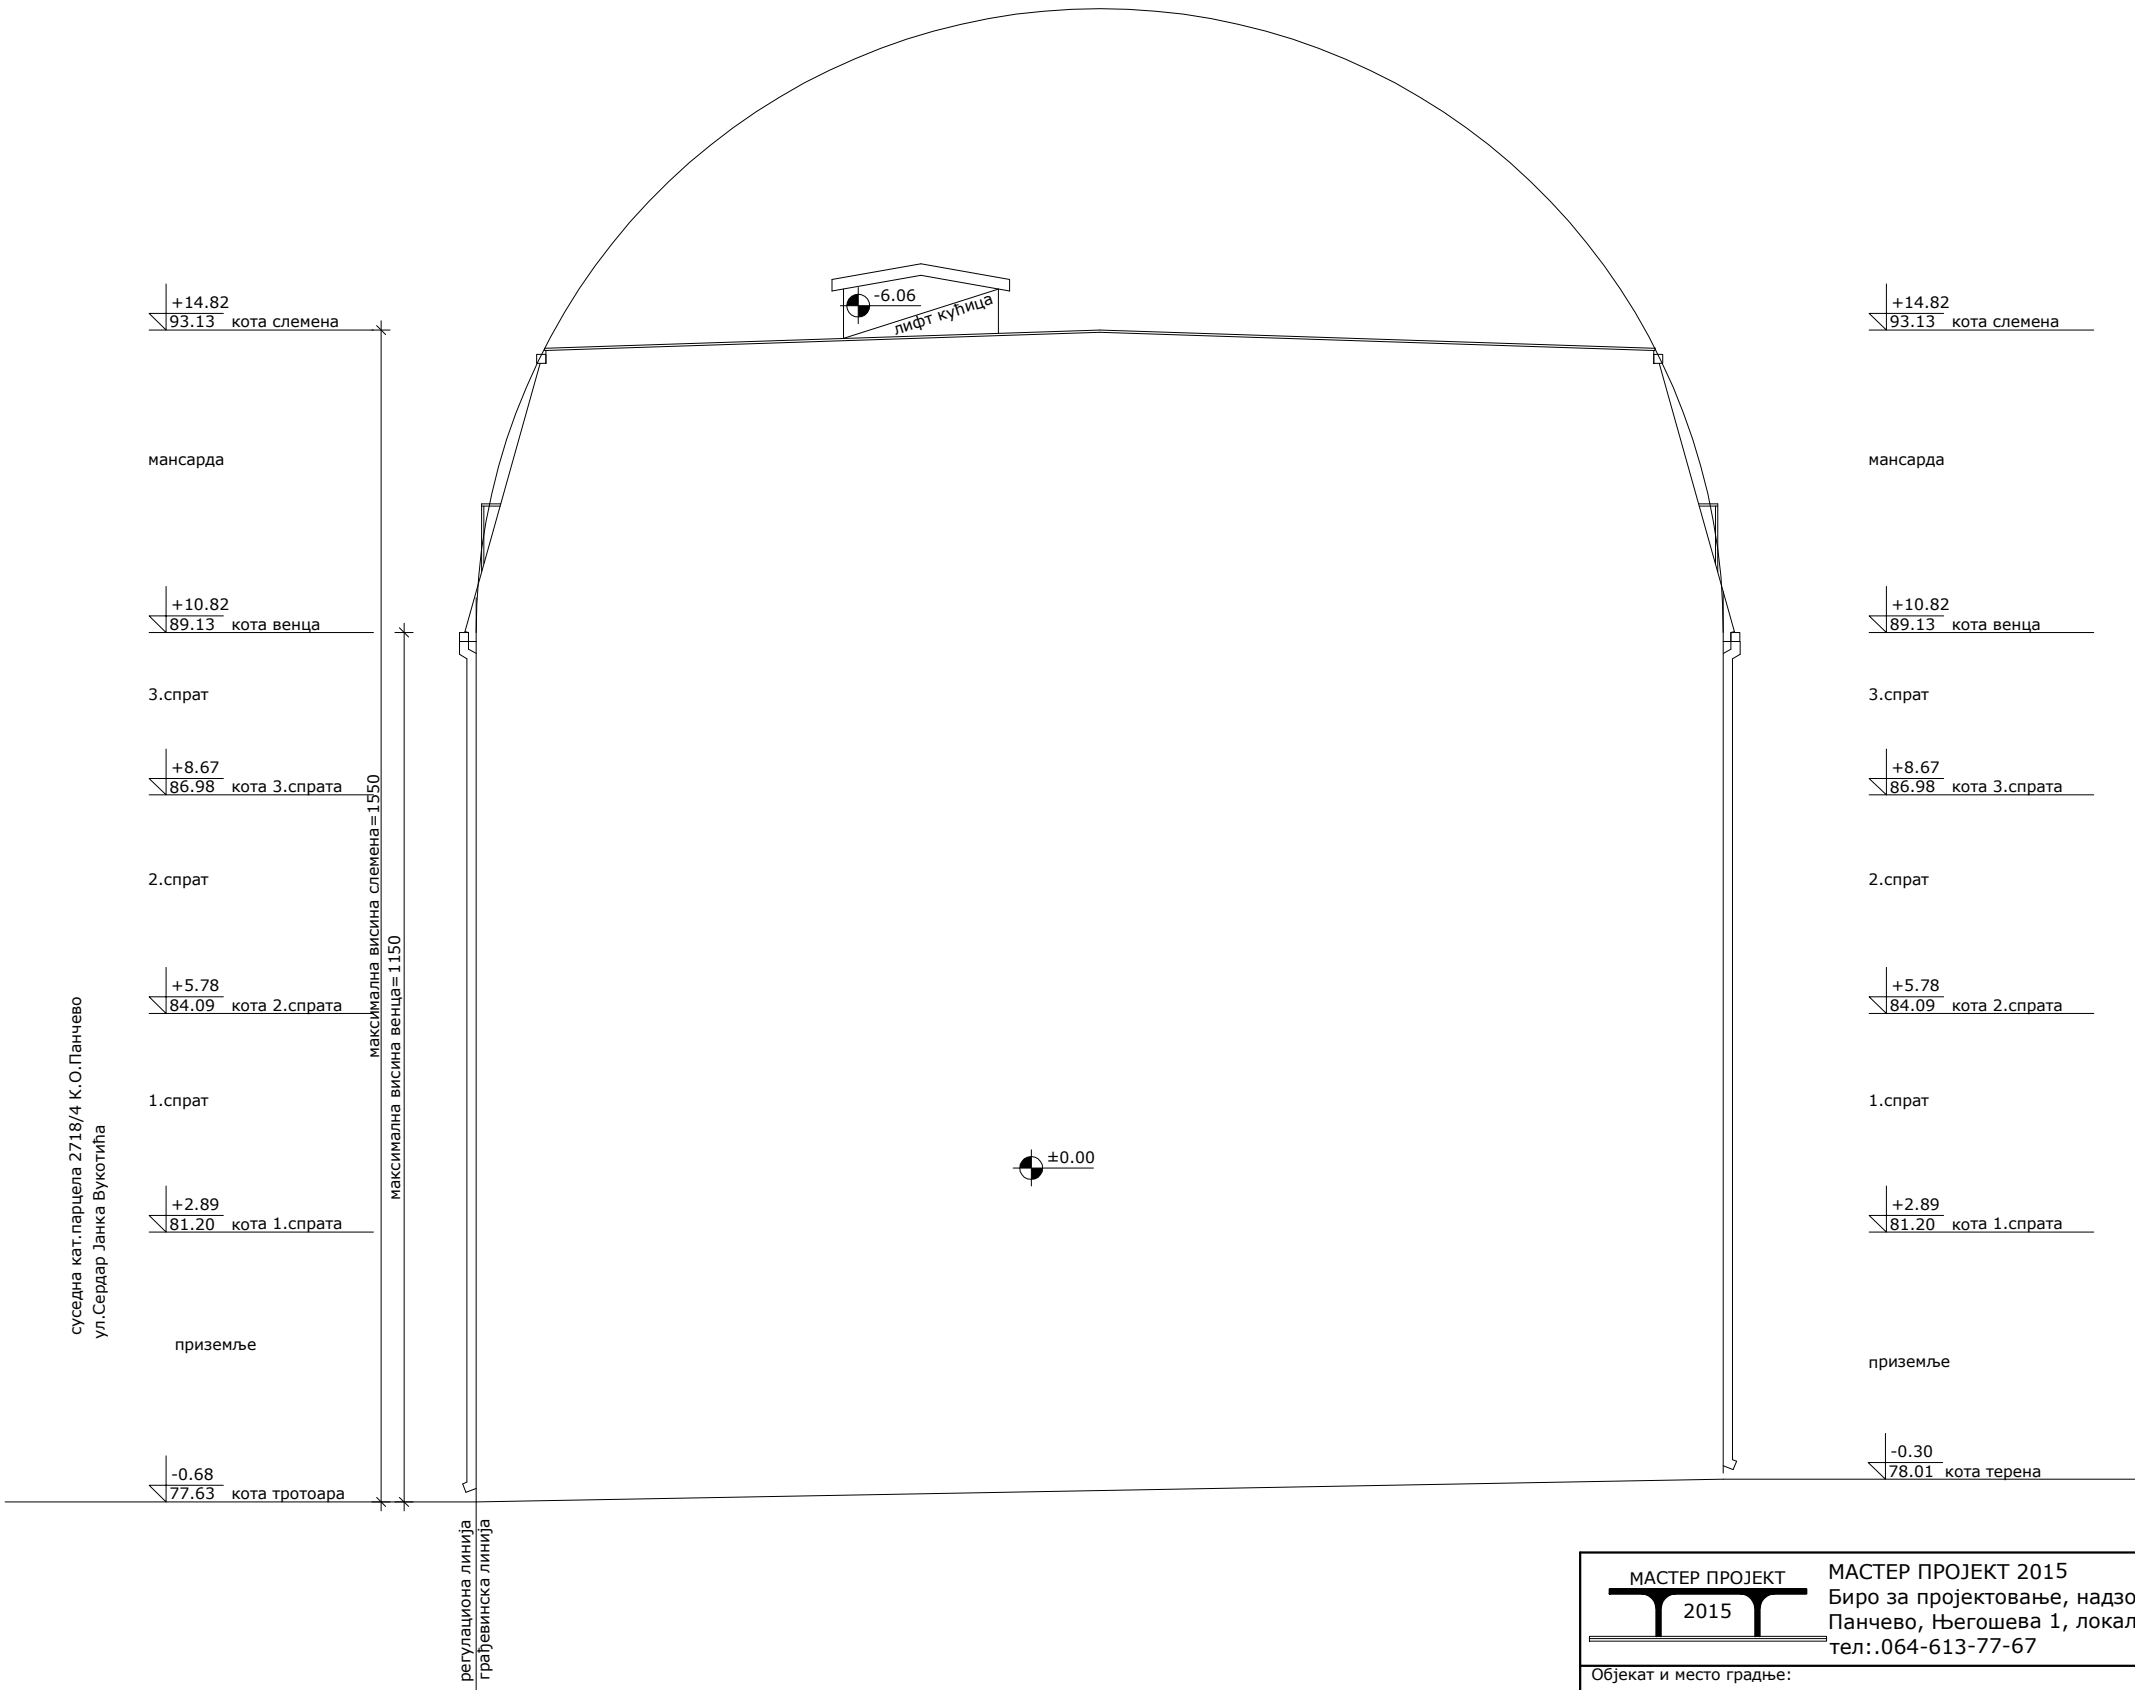 -6.06
лифт кућица
+14.82
93.13 кота слемена
мансарда
+10.82
89.13 кота венца
3.спрат
+8.67
86.98 кота 3.спрата
2.спрат
+5.78
84.09 кота 2.спрата
1.спрат
+2.89
81.20 кота 1.спрата
приземље
-0.68
77.63 кота тротоара
суседна кат.парцела 2718/4 К.О.Панчево
ул.Сердар Јанка Вукотића
максимална висина слемена=1550
максимална висина венца=1150
±0.00
регулациона линија
грађевинска линија
+14.82
93.13 кота слемена
мансарда
+10.82
89.13 кота венца
3.спрат
+8.67
86.98 кота 3.спрата
2.спрат
+5.78
84.09 кота 2.спрата
1.спрат
+2.89
81.20 кота 1.спрата
приземље
-0.30
78.01 кота терена
МАСТЕР ПРОЈЕКТ
2015
МАСТЕР ПРОЈЕКТ 2015
Биро за пројектовање, надзо
Панчево, Његошева 1, локал
тел:.064-613-77-67
Објекат и место градње: